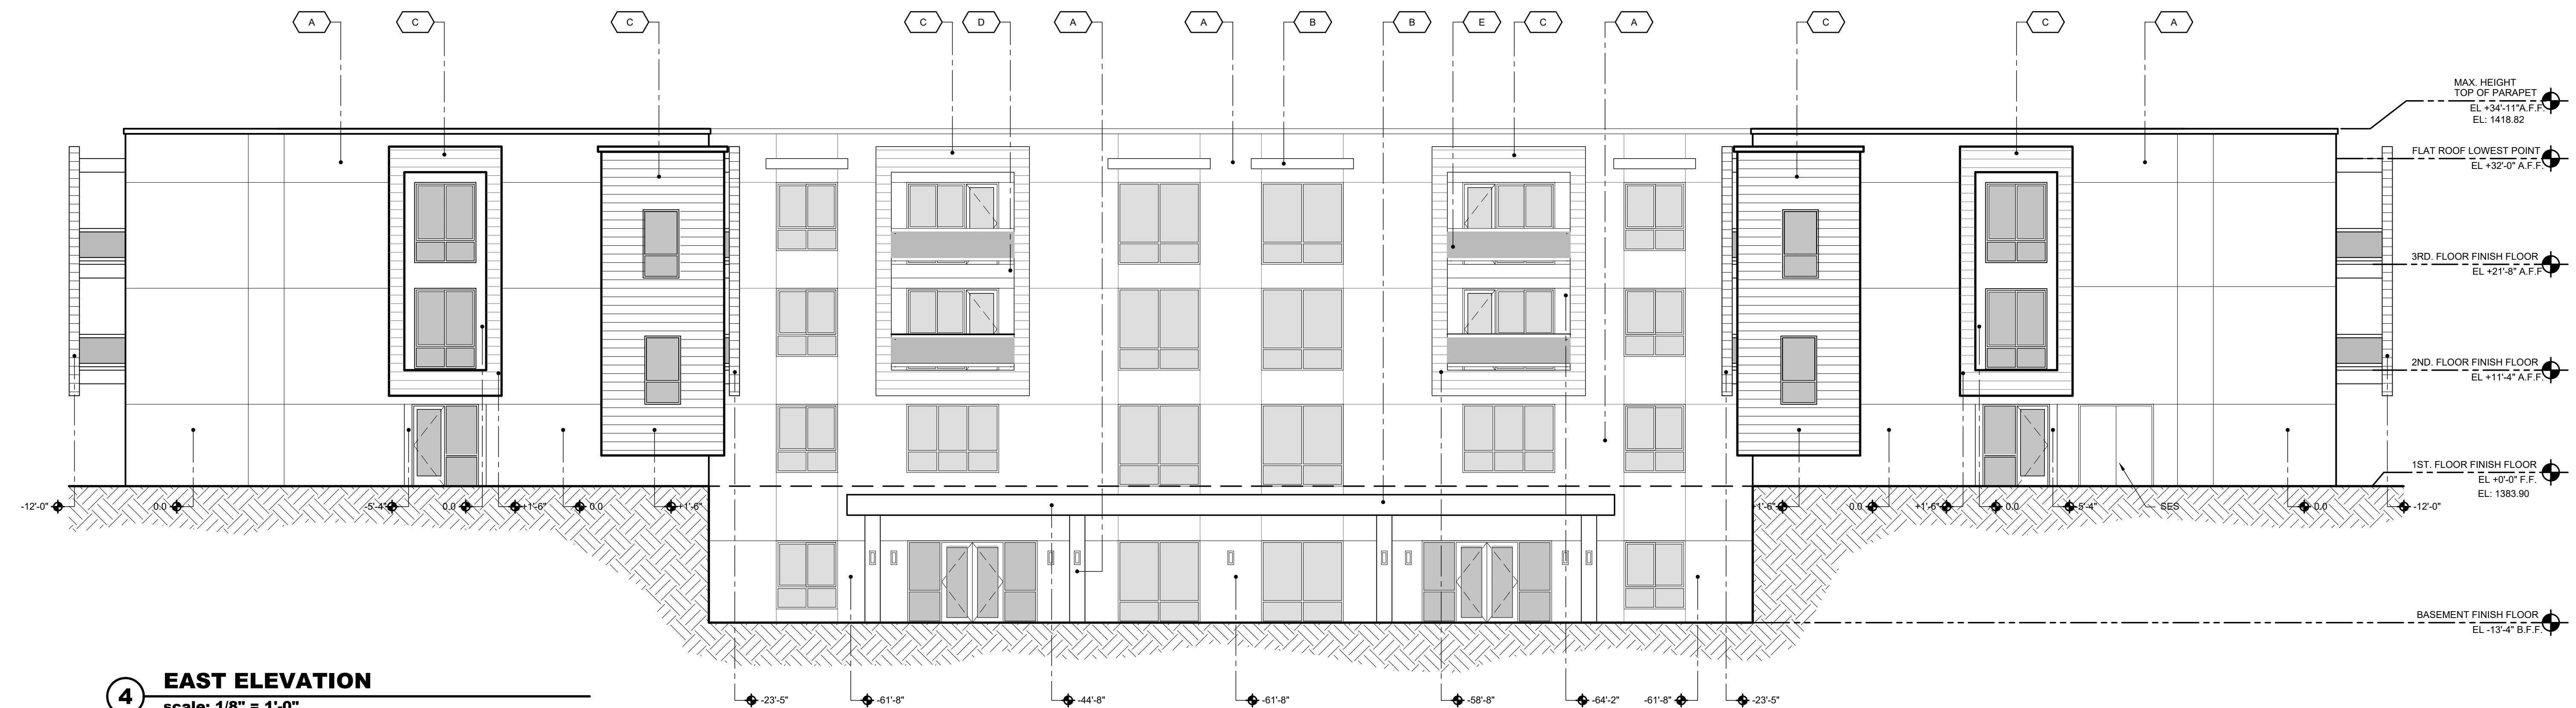 A
C
C
C
D
A
A
B
B
E
C
A
C
C
A
MAX. HEIGHT
TOP OF PARAPET
EL +34'-11"A.F.F.
EL: 1418.82
FLAT ROOF LOWEST POINT
EL +32'-0" A.F.F.
3RD. FLOOR FINISH FLOOR
EL +21'-8" A.F.F
2ND. FLOOR FINISH FLOOR
EL +11'-4" A.F.F.
1ST. FLOOR FINISH FLOOR
EL +0'-0" F.F.
EL: 1383.90
-12'-0"
0.0
-5'-4"
0.0
+1'-6"
0.0
+1'-6"
+1'-6"
0.0
+1'-6"
0.0
-5'-4"
SES
0.0
-12'-0"
BASEMENT FINISH FLOOR
EL -13'-4" B.F.F.
-23'-5"
-61'-8"
-44'-8"
-61'-8"
-58'-8"
-64'-2"
-61'-8"
-23'-5"
4
EAST ELEVATION
scale: 1/8" = 1'-0"